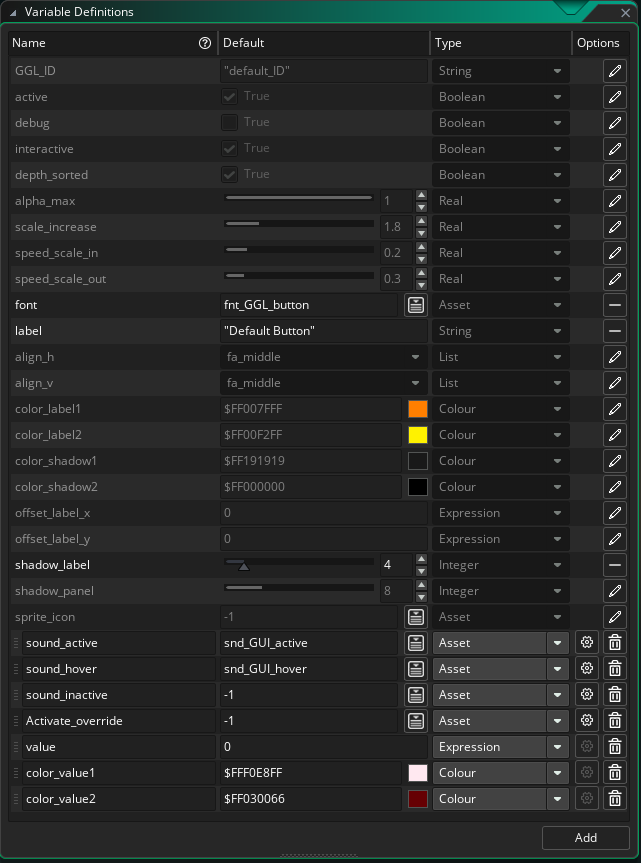 Variable Definitions
Name Default Type Options
GGL_ID "default_ID" String
active True Boolean
debug True Boolean
interactive True Boolean
depth_sorted True Boolean
alpha_max 1 Real
scale_increase 1.8 Real
speed_scale_in 0.2 Real
speed_scale_out 0.3 Real
font fnt_GGL_button Asset
label "Default Button" String
align_h fa_middle List
align_v fa_middle List
color_label1 $FF007FFF Colour
color_label2 $FF00F2FF Colour
color_shadow1 $FF191919 Colour
color_shadow2 $FF000000 Colour
offset_label_x 0 Expression
offset_label_y 0 Expression
shadow_label 4 Integer
shadow_panel 8 Integer
sprite_icon -1 Asset
sound_active snd_GUI_active Asset
sound_hover snd_GUI_hover Asset
sound_inactive -1 Asset
Activate_override -1 Asset
value 0 Expression
color_value1 $FFF0E8FF Colour
color_value2 $FF030066 Colour
Add